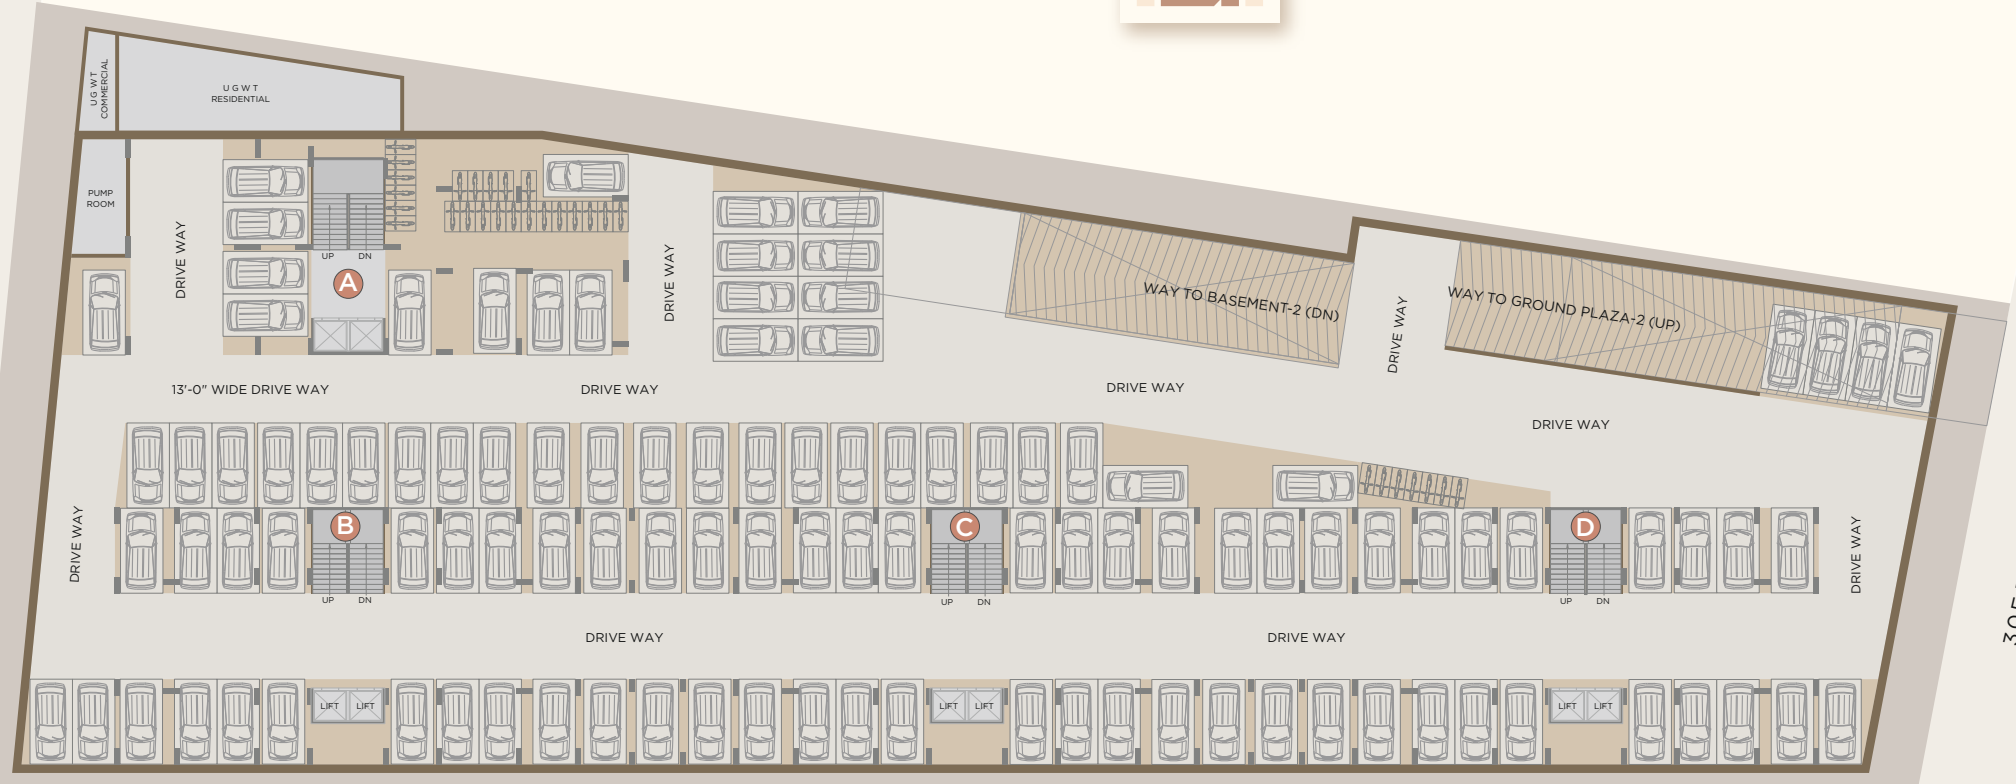 U G W T
COMMERCIAL
U G W T
RESIDENTIAL
PUMP
ROOM
DRIVE WAY
UP
DN
A
DRIVE WAY
WAY TO BASEMENT-2 (DN)
DRIVE WAY
WAY TO GROUND PLAZA-2 (UP)
13'-0" WIDE DRIVE WAY
DRIVE WAY
DRIVE WAY
DRIVE WAY
DRIVE WAY
B
UP
DN
C
UP
DN
D
UP
DN
DRIVE WAY
DRIVE WAY
DRIVE WAY
LIFT
LIFT
LIFT
LIFT
LIFT
LIFT